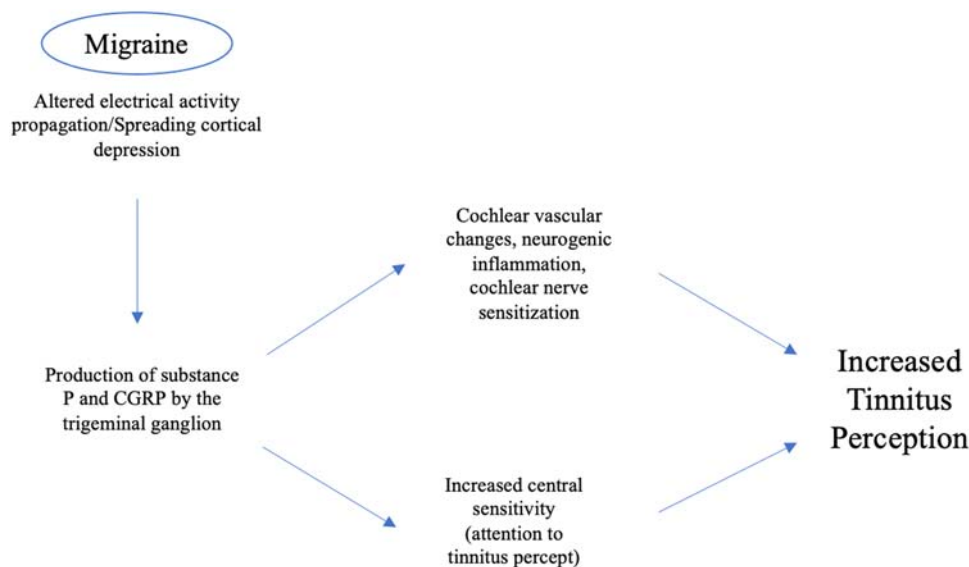 Migraine
Altered electrical activity
propagation/Spreading cortical
depression
Production of substance
P and CGRP by the
trigeminal ganglion
Cochlear vascular
changes, neurogenic
inflammation,
cochlear nerve
sensitization
Increased central
sensitivity
(attention to
tinnitus percept)
Increased
Tinnitus
Perception